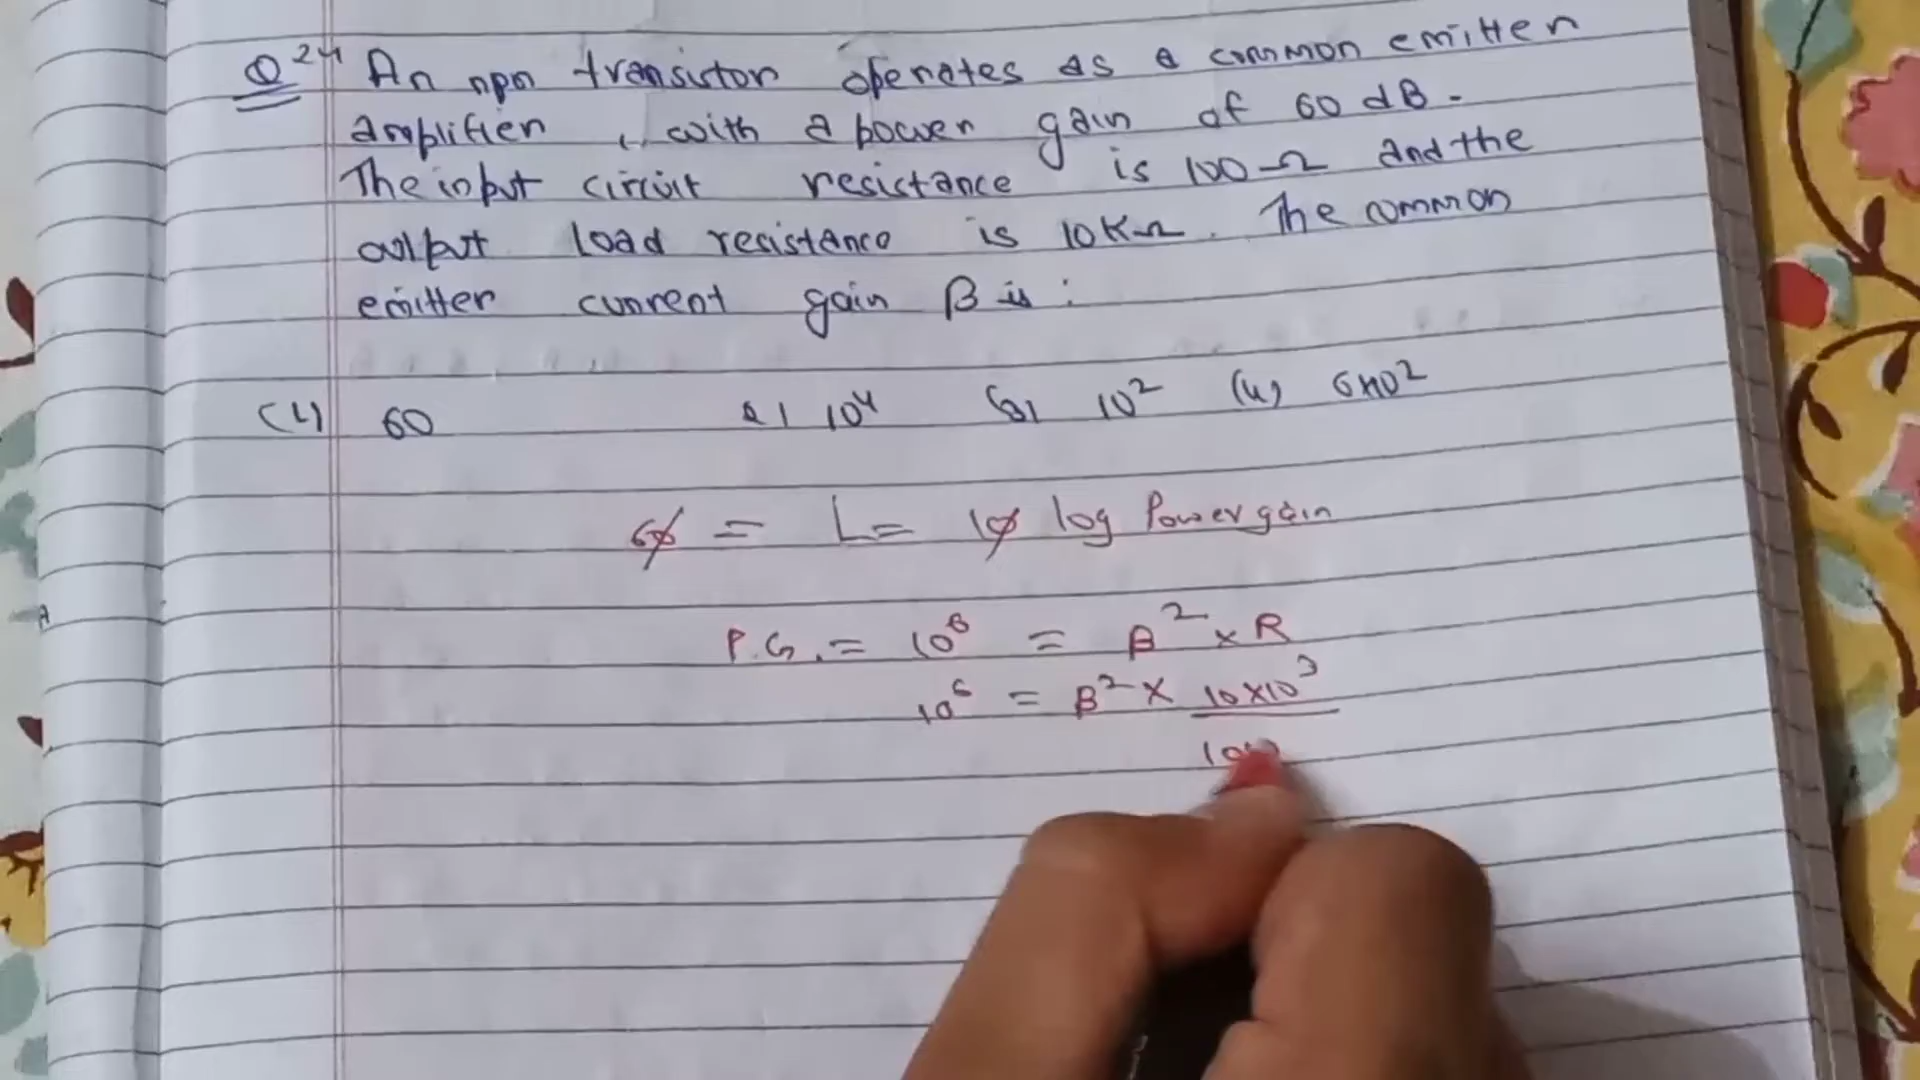 Q24 An npn transistor operates as a common emitter
amplifier, with a power gain of 60 dB.
The input circuit resistance is 100 Ω and the
output load resistance is 10KΩ. The common
emitter current gain β is :
(1) 60 2) 10⁴ (3) 10² (4) 6×10²
60 = L = 10 log Power gain
P.G. = 10⁶ = β² × R
10⁶ = β² × 10×10³
100